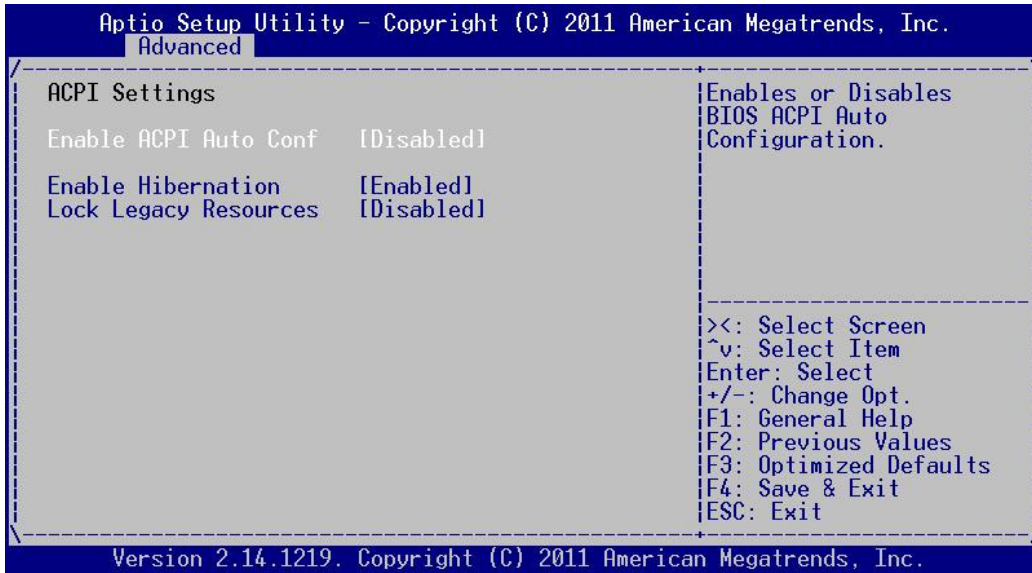 Aptio Setup Utility - Copyright (C) 2011 American Megatrends, Inc.
Advanced
ACPI Settings
Enable ACPI Auto Conf [Disabled]
Enable Hibernation [Enabled]
Lock Legacy Resources [Disabled]
Enables or Disables
BIOS ACPI Auto
Configuration.
><: Select Screen
^v: Select Item
Enter: Select
+/-: Change Opt.
F1: General Help
F2: Previous Values
F3: Optimized Defaults
F4: Save & Exit
ESC: Exit
Version 2.14.1219. Copyright (C) 2011 American Megatrends, Inc.